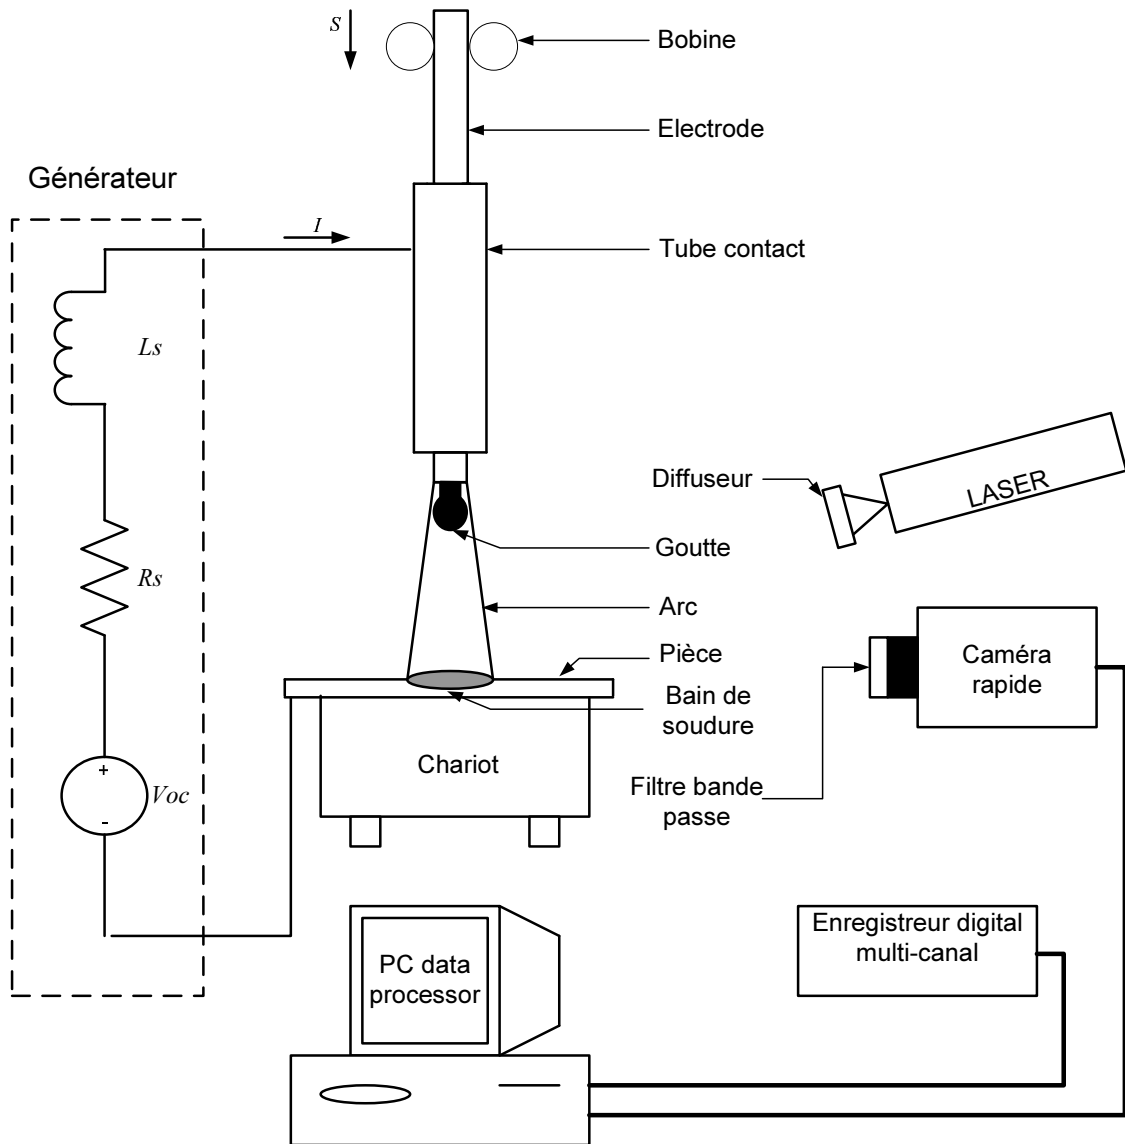 S
Bobine
Electrode
Générateur
I
Tube contact
Ls
Diffuseur
LASER
Goutte
Rs
Arc
Pièce
Caméra
rapide
Bain de
soudure
Chariot
Voc
+
-
Filtre bande
passe
Enregistreur digital
multi-canal
PC data
processor